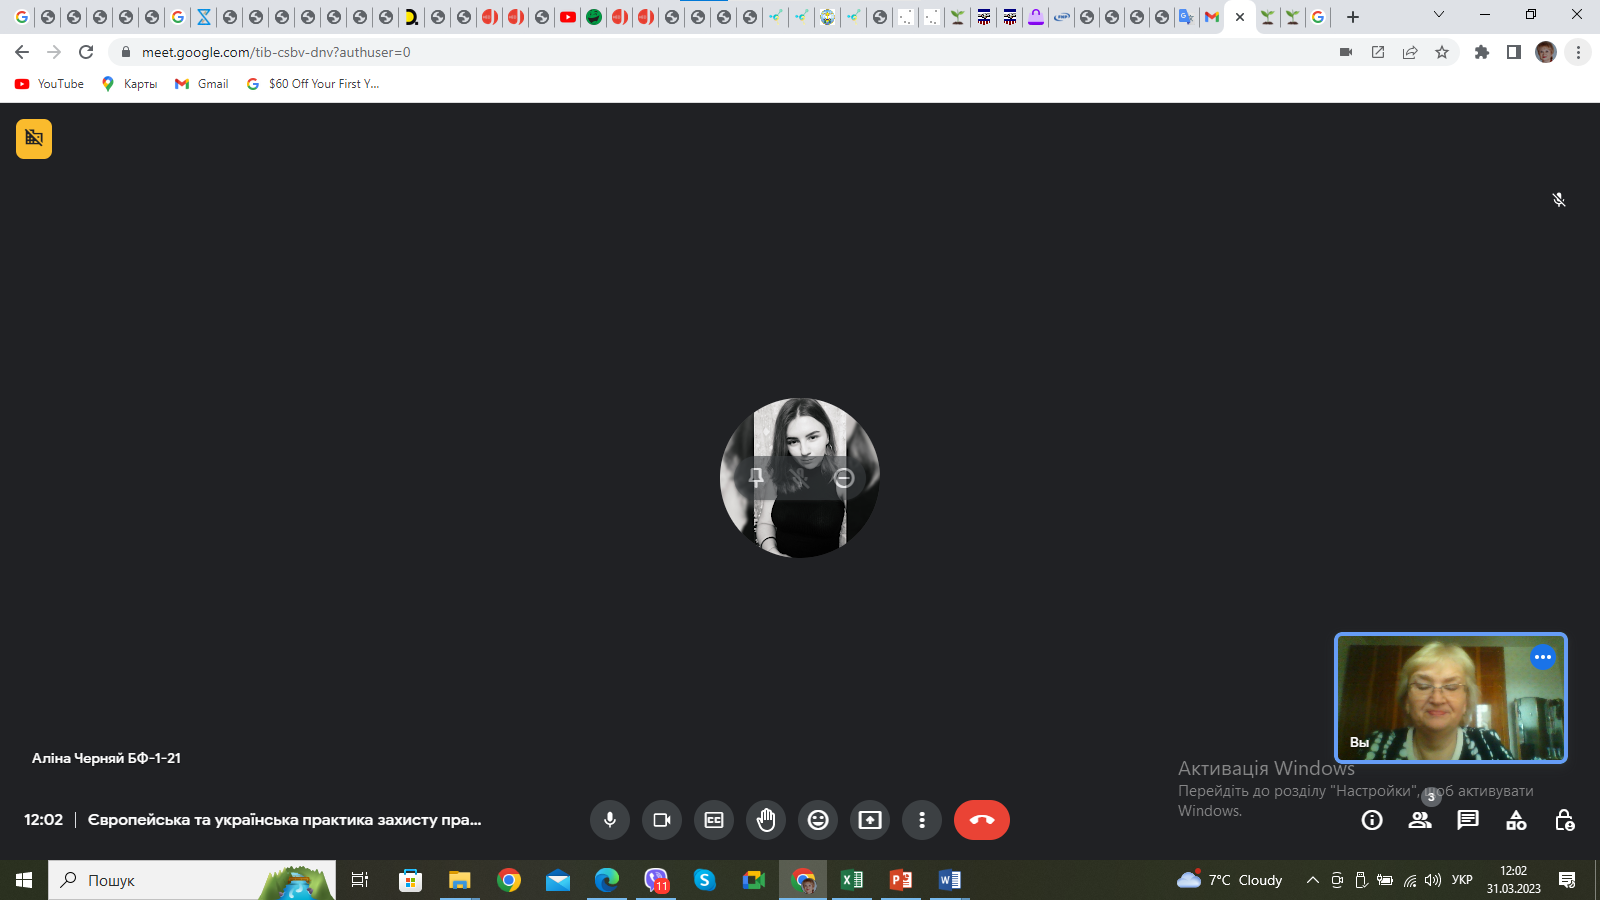 meet.google.com/tib-csbv-dnv?authuser=0
YouTube
Карты
Gmail
$60 Off Your First Y...
Вы
Аліна Черняй БФ-1-21
Активація Windows
Перейдіть до розділу "Настройки", щоб активувати
Windows.
3
12:02
Європейська та українська практика захисту пра...
Пошук
11
7°C Cloudy
УКР
12:02
31.03.2023